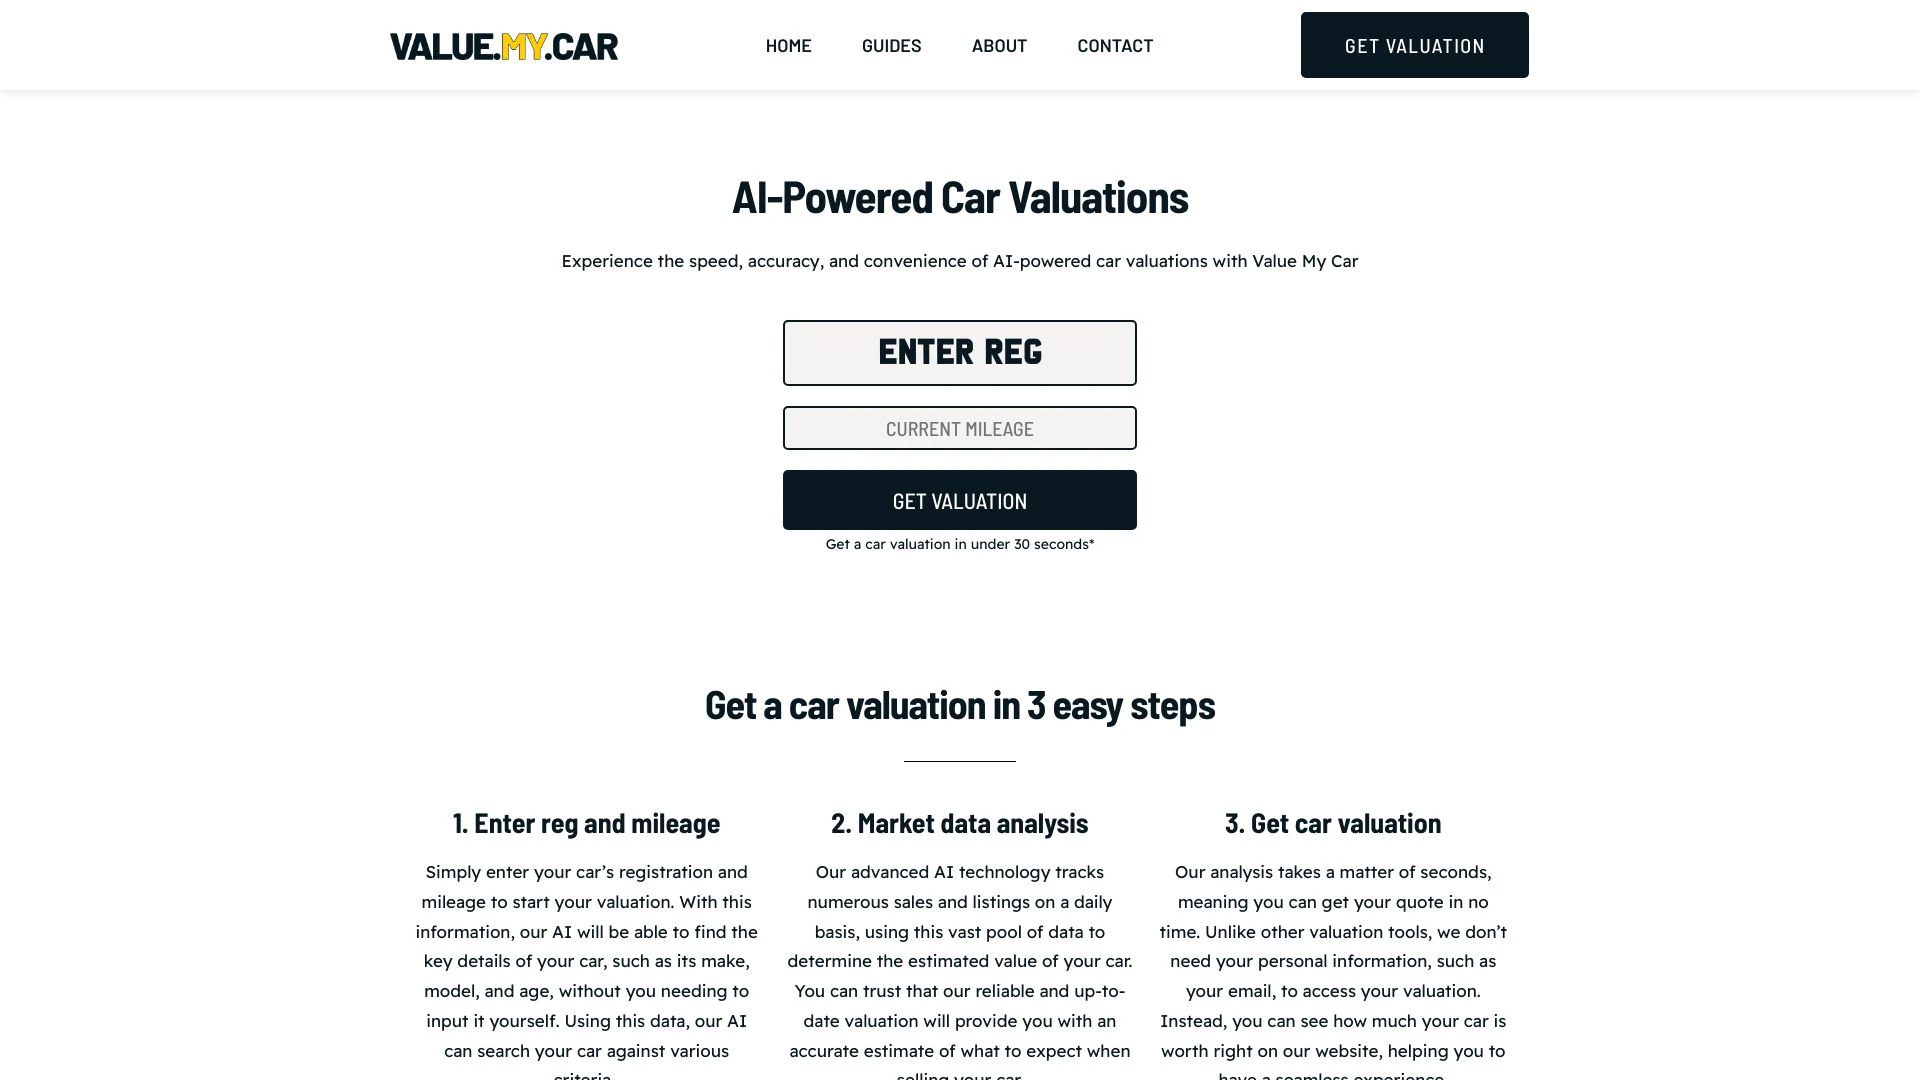 VALUE.MY.CAR
HOME
GUIDES
ABOUT
CONTACT
GET VALUATION
AI-Powered Car Valuations
Experience the speed, accuracy, and convenience of AI-powered car valuations with Value My Car
ENTER REG
CURRENT MILEAGE
GET VALUATION
Get a car valuation in under 30 seconds*
Get a car valuation in 3 easy steps
1. Enter reg and mileage
Simply enter your car’s registration and
mileage to start your valuation. With this
information, our AI will be able to find the
key details of your car, such as its make,
model, and age, without you needing to
input it yourself. Using this data, our AI
can search your car against various
criteria.
2. Market data analysis
Our advanced AI technology tracks
numerous sales and listings on a daily
basis, using this vast pool of data to
determine the estimated value of your car.
You can trust that our reliable and up-to-
date valuation will provide you with an
accurate estimate of what to expect when
selling your car.
3. Get car valuation
Our analysis takes a matter of seconds,
meaning you can get your quote in no
time. Unlike other valuation tools, we don’t
need your personal information, such as
your email, to access your valuation.
Instead, you can see how much your car is
worth right on our website, helping you to
have a seamless experience.